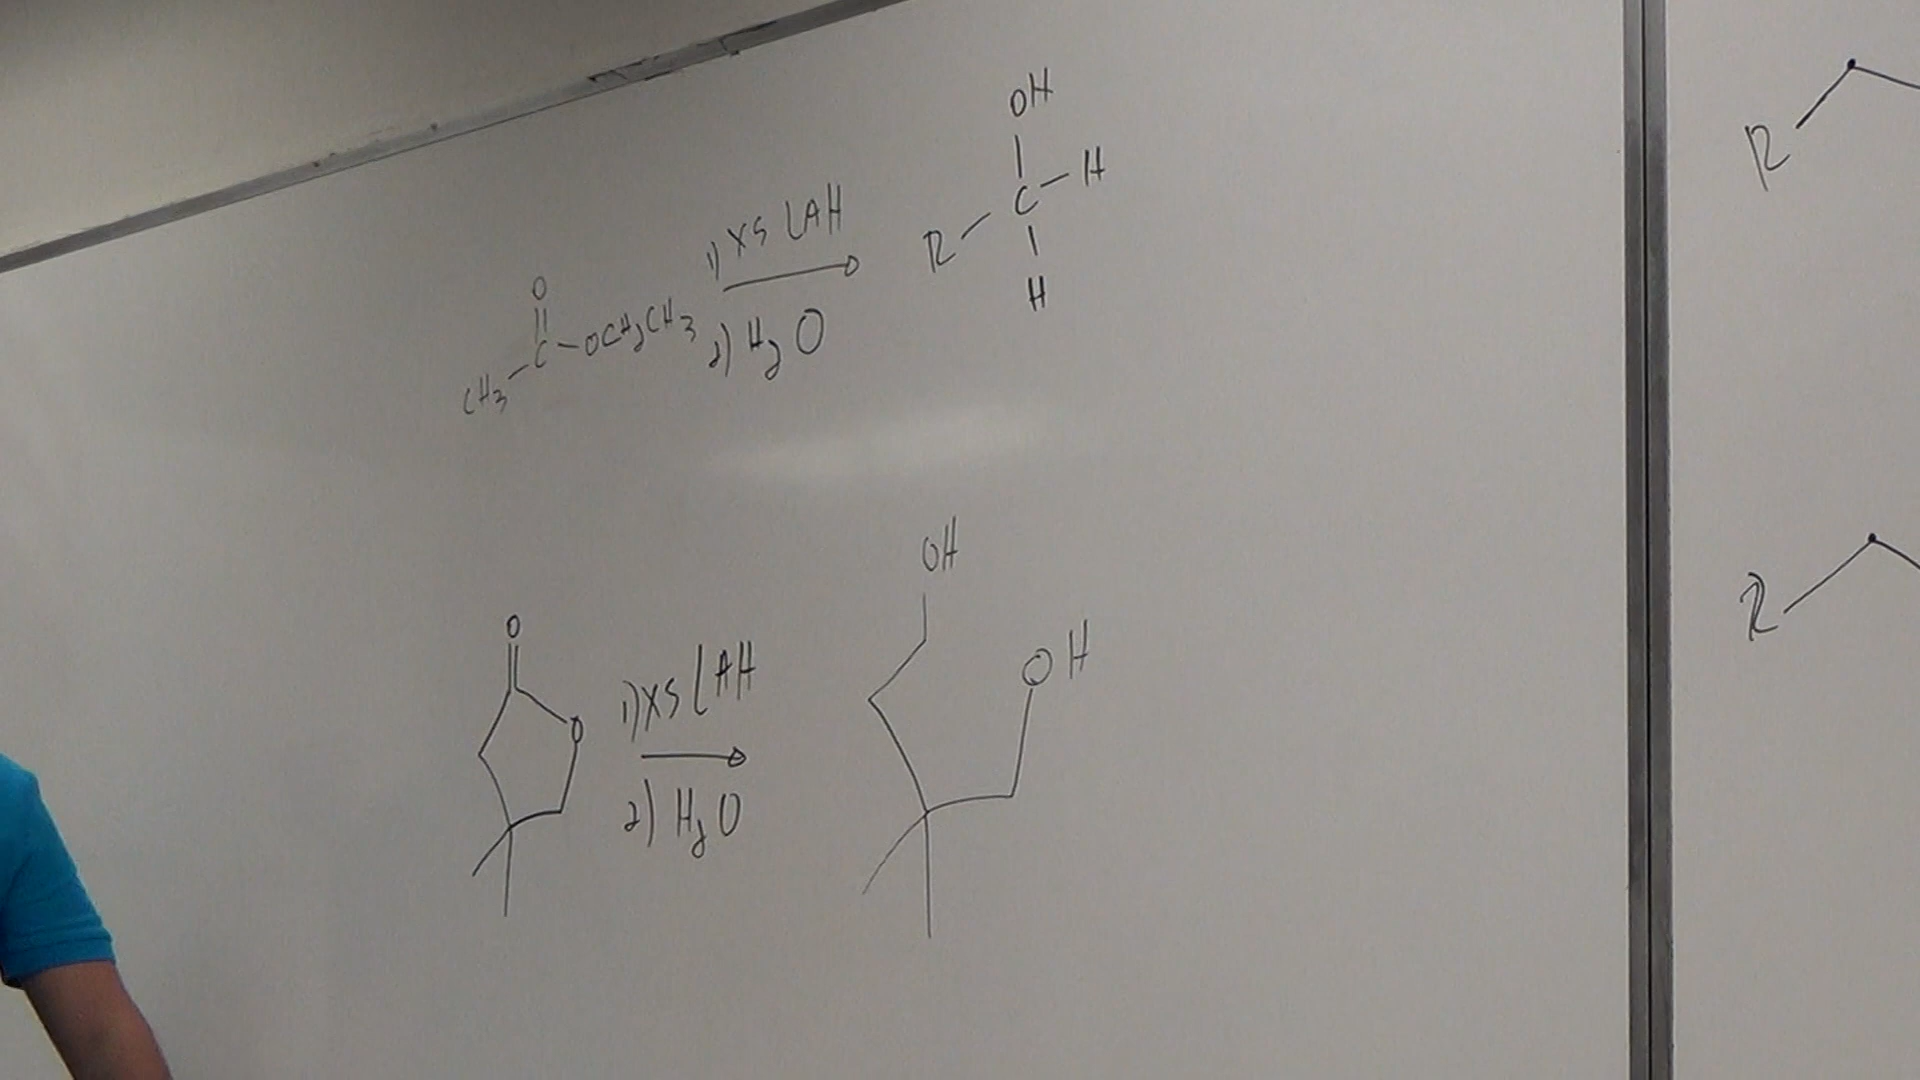 OH
C
H
R
H
1) XS LAH
2) H2O
O
C
OCH2CH3
CH3
OH
OH
O
O
1) XS LAH
2) H2O
R
R